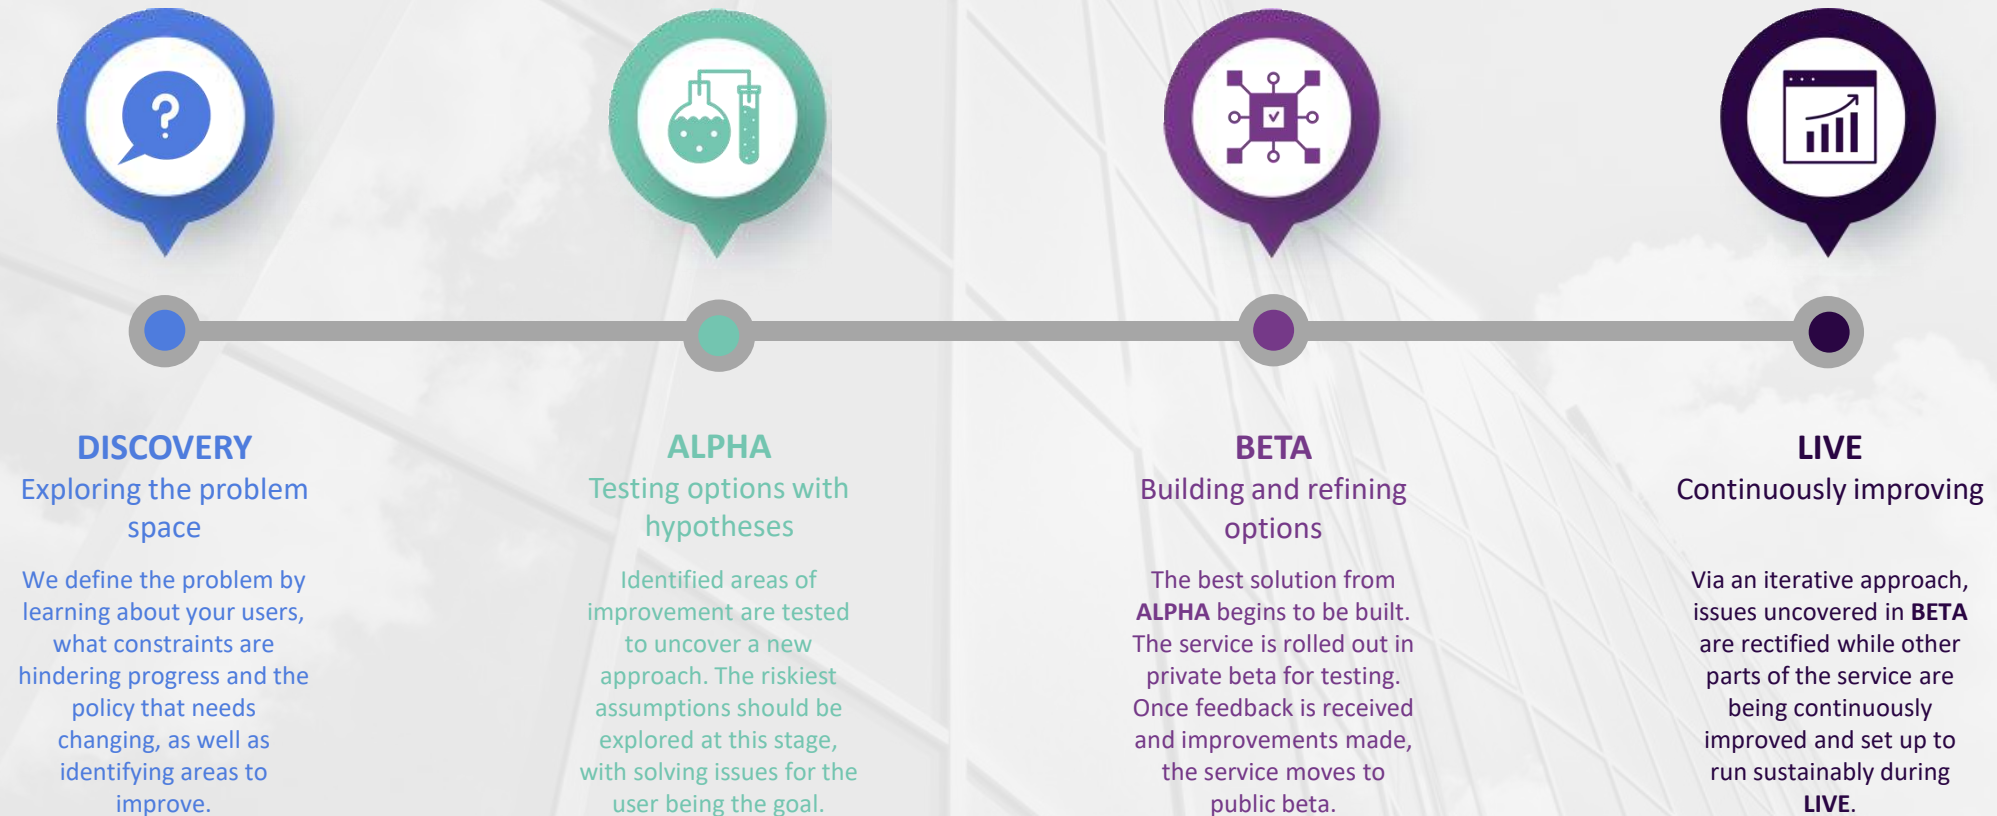 DISCOVERY
Exploring the problem
space
We define the problem by
learning about your users,
what constraints are
hindering progress and the
policy that needs
changing, as well as
identifying areas to
improve.
ALPHA
Testing options with
hypotheses
Identified areas of
improvement are tested
to uncover a new
approach. The riskiest
assumptions should be
explored at this stage,
with solving issues for the
user being the goal.
BETA
Building and refining
options
The best solution from
ALPHA begins to be built.
The service is rolled out in
private beta for testing.
Once feedback is received
and improvements made,
the service moves to
public beta.
LIVE
Continuously improving
Via an iterative approach,
issues uncovered in BETA
are rectified while other
parts of the service are
being continuously
improved and set up to
run sustainably during
LIVE.